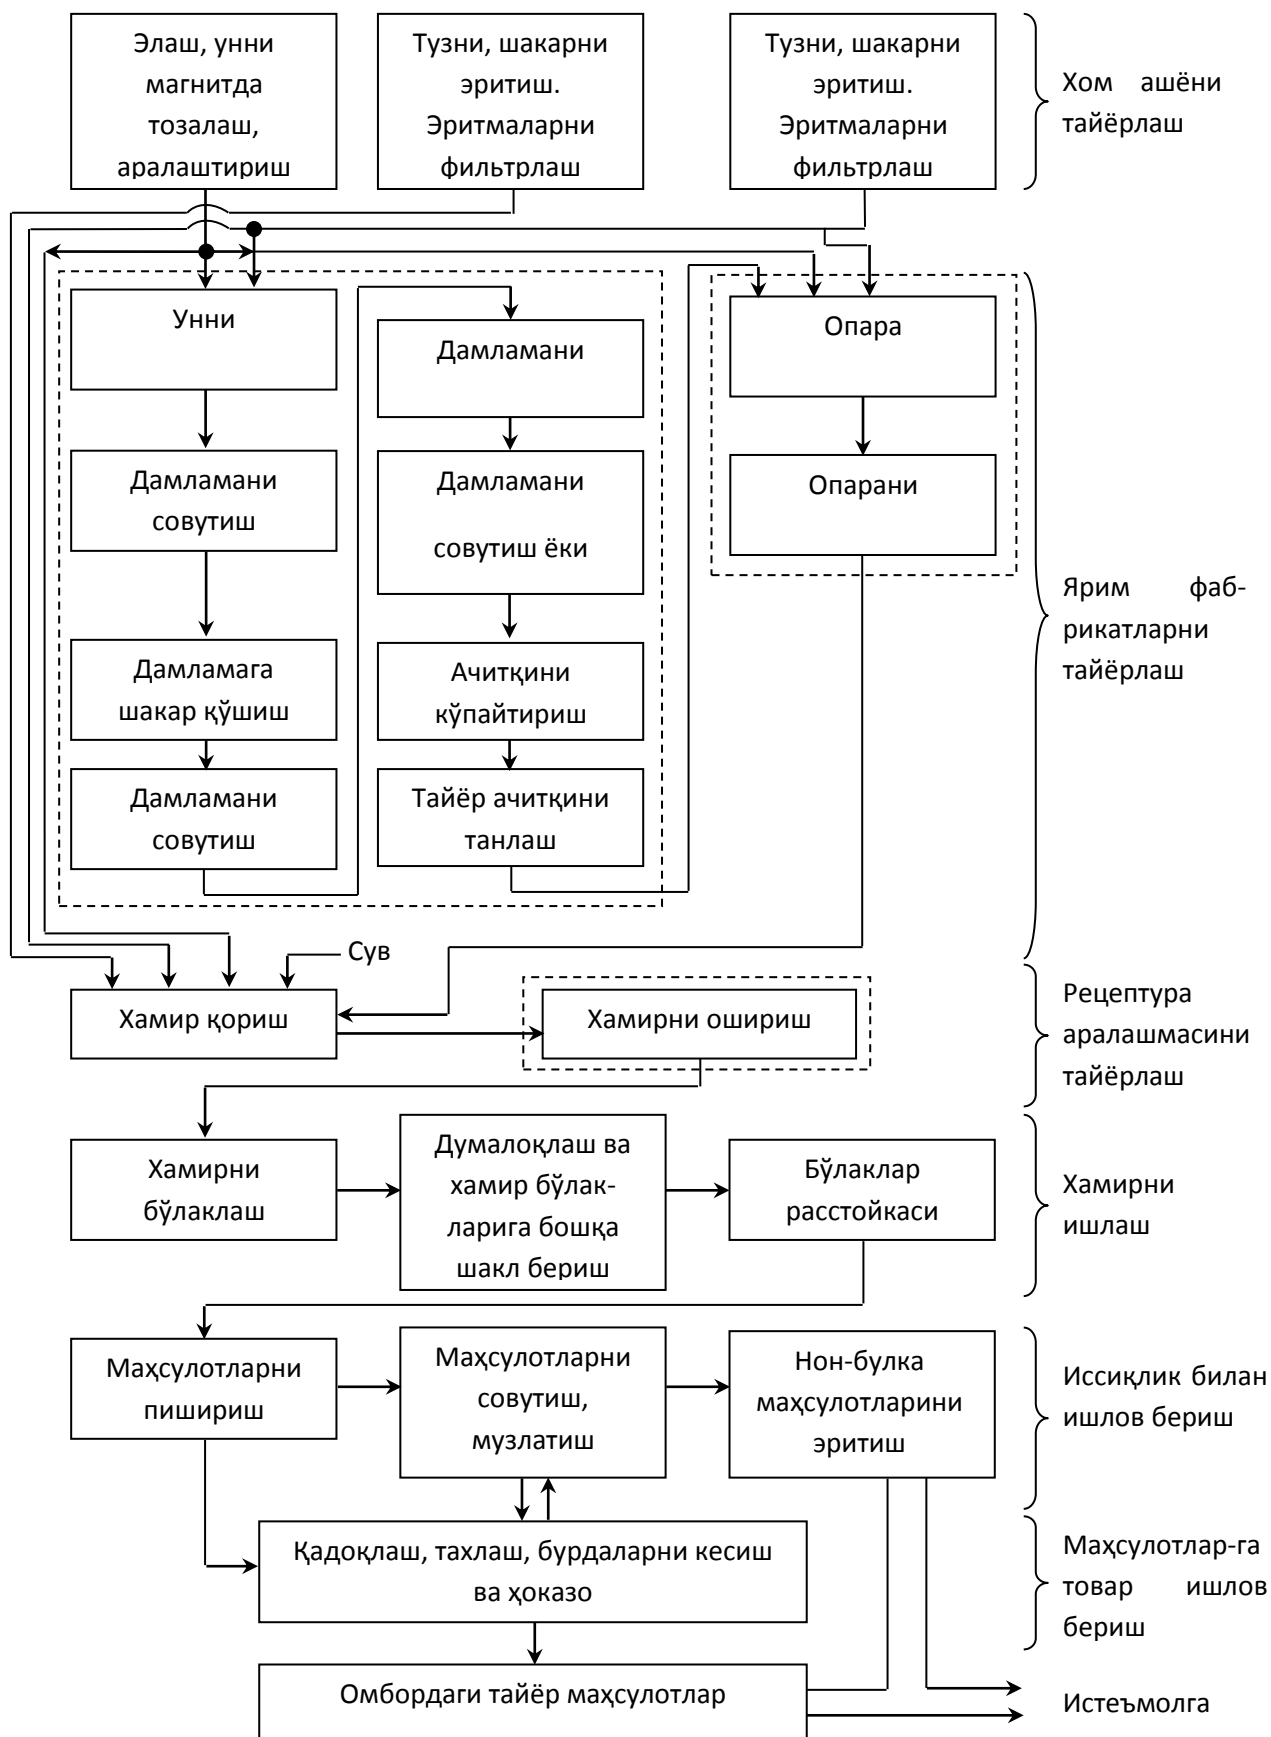 Элаш, унни
магнитда
тозалаш,
аралаштириш
Тузни, шакарни
эритиш.
Эритмаларни
фильтрлаш
Тузни, шакарни
эритиш.
Эритмаларни
фильтрлаш
Хом ашёни
тайёрлаш
Унни
Дамламани
совутиш
Дамламага
шакар қўшиш
Дамламани
совутиш
Дамламани
Дамламани
совутиш ёки
Ачитқини
кўпайтириш
Тайёр ачитқини
танлаш
Опара
Опарани
Ярим фаб-
рикатларни
тайёрлаш
Сув
Хамир қориш
Хамирни ошириш
Рецептура
аралашмасини
тайёрлаш
Хамирни
бўлаклаш
Думалоқлаш ва
хамир бўлак-
ларига бошқа
шакл бериш
Бўлаклар
расстойкаси
Хамирни
ишлаш
Маҳсулотларни
пишириш
Маҳсулотларни
совутиш,
музлатиш
Нон-булка
маҳсулотларини
эритиш
Иссиқлик билан
ишлов бериш
Қадоқлаш, тахлаш, бурдаларни кесиш
ва ҳоказо
Маҳсулотлар-га
товар ишлов
бериш
Омбордаги тайёр маҳсулотлар
Истеъмолга